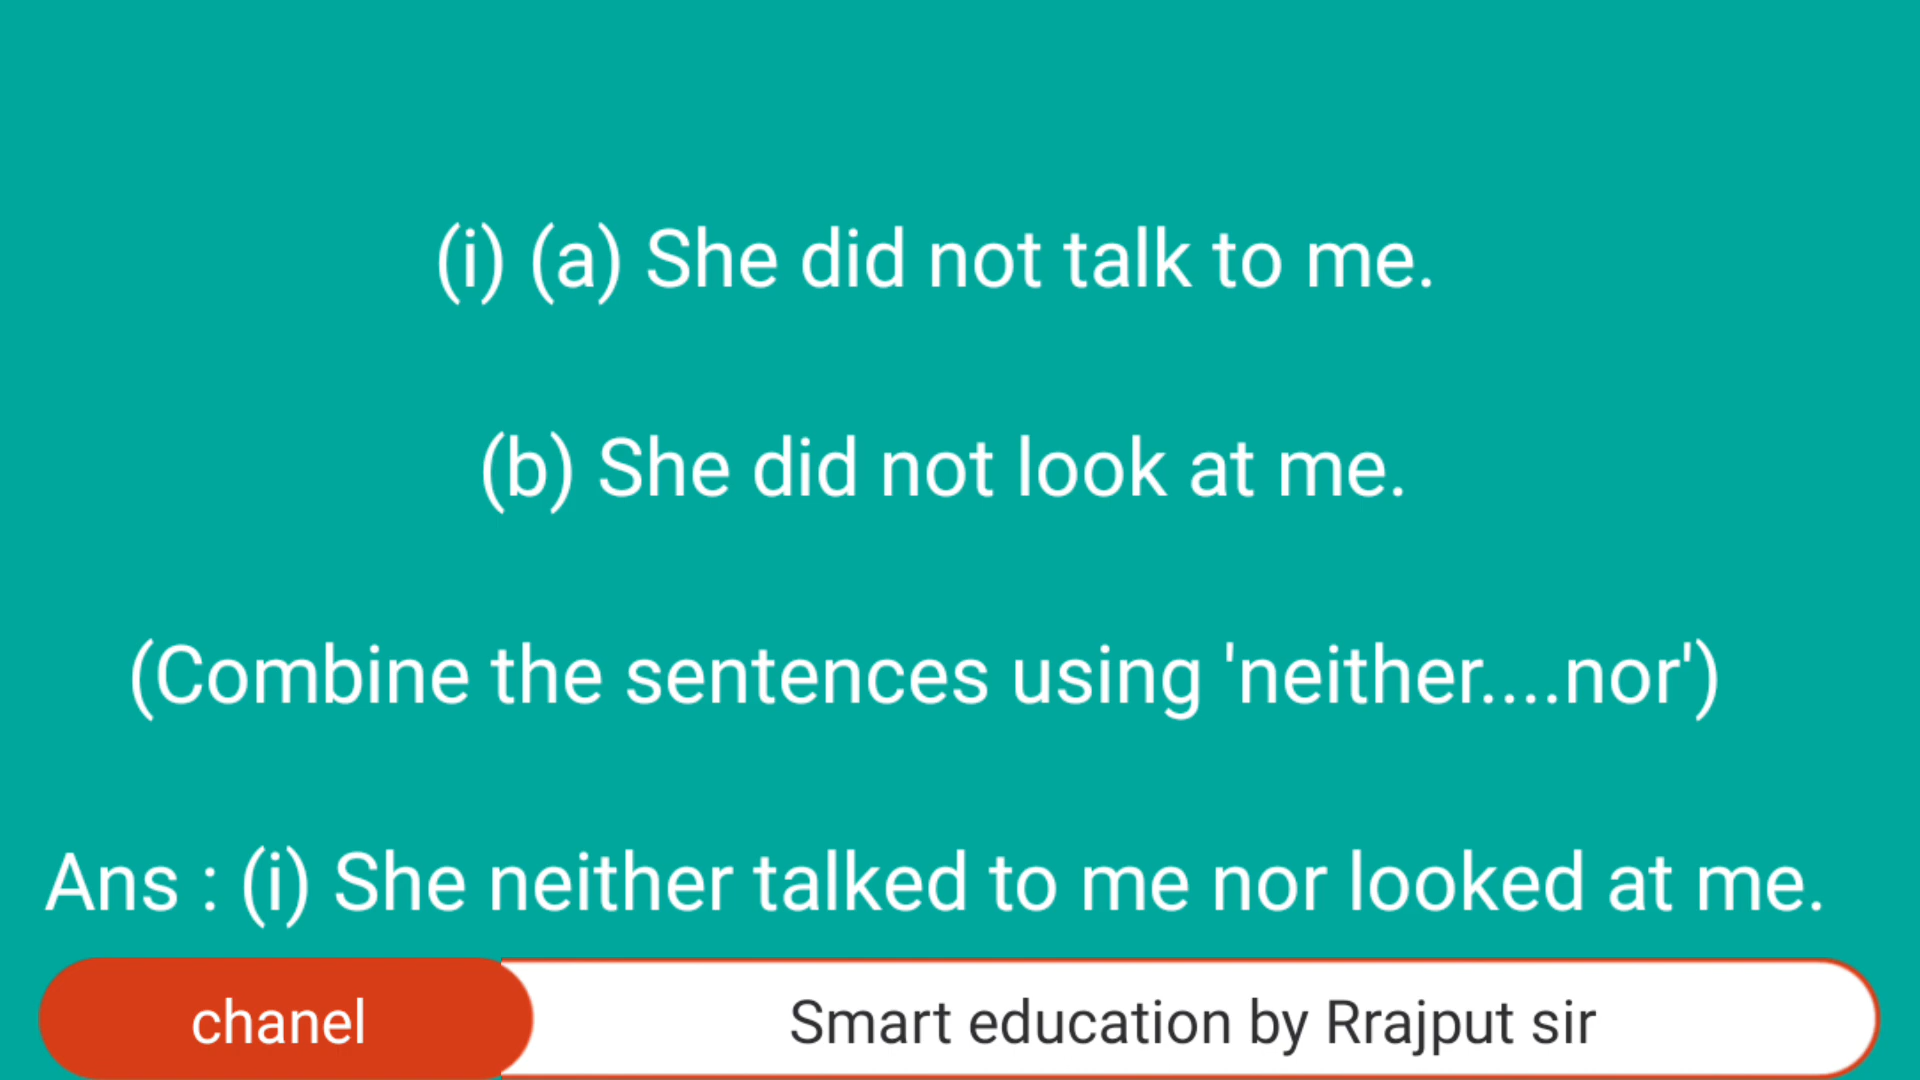 (i) (a) She did not talk to me.
(b) She did not look at me.
(Combine the sentences using 'neither....nor')
Ans : (i) She neither talked to me nor looked at me.
chanel
Smart education by Rrajput sir